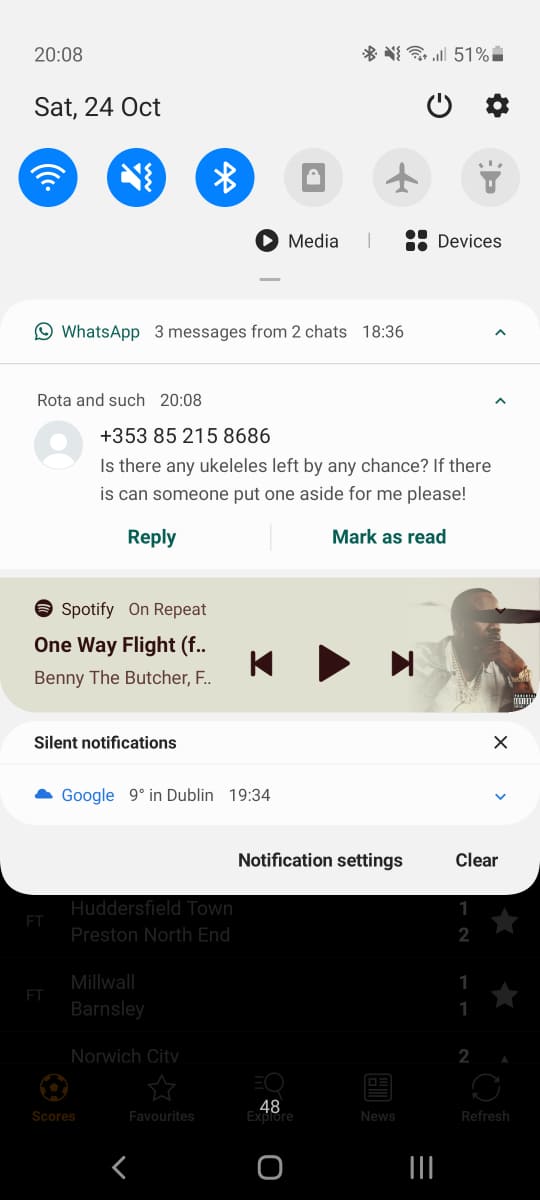 20:08
51%
Sat, 24 Oct
Media | Devices
WhatsApp 3 messages from 2 chats 18:36
Rota and such 20:08
+353 85 215 8686
Is there any ukeleles left by any chance? If there
is can someone put one aside for me please!
Reply
Mark as read
Spotify On Repeat
One Way Flight (f..
Benny The Butcher, F..
Silent notifications
Google 9° in Dublin 19:34
Notification settings
Clear
FT
Huddersfield Town 1
Preston North End 2
FT
Millwall 1
Barnsley 1
Norwich City 2
Scores
Favourites
Explore
News
Refresh
48